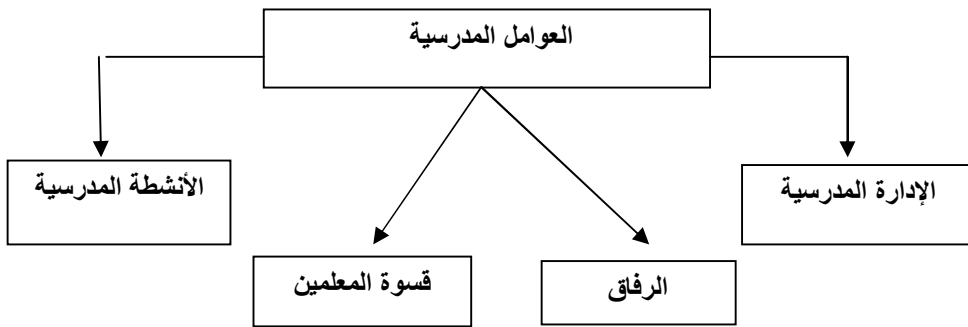 العوامل المدرسية
الإدارة المدرسية
الأنشطة المدرسية
الرفاق
قسوة المعلمين